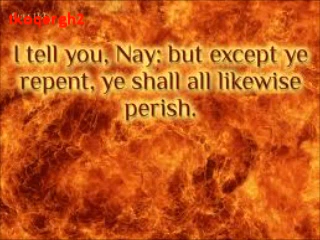 I tell you, Nay: but except ye
repent, ye shall all likewise
perish.